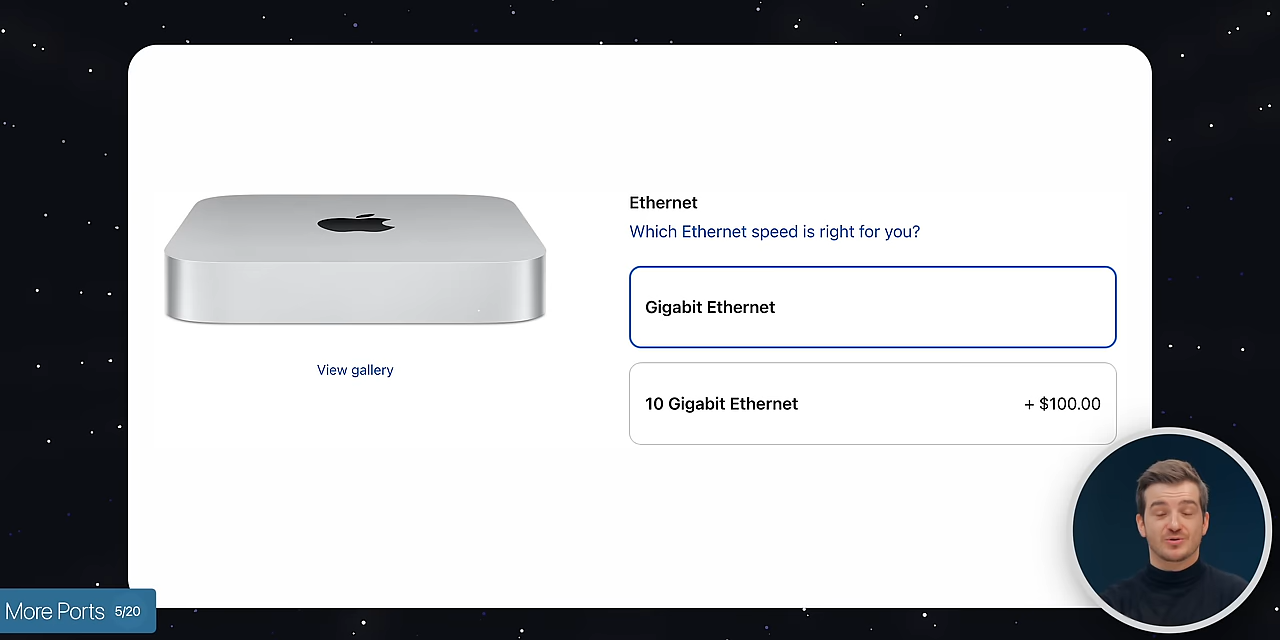 Ethernet
Which Ethernet speed is right for you?
Gigabit Ethernet
10 Gigabit Ethernet
+ $100.00
View gallery
More Ports 5/20